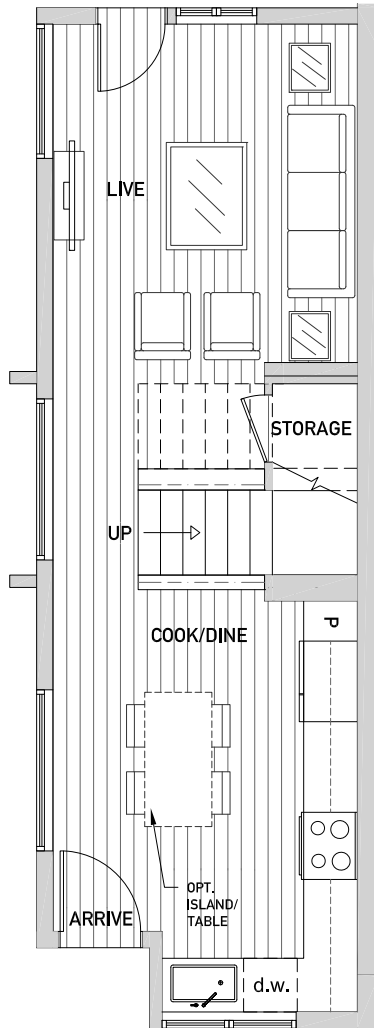 LIVE
STORAGE
UP
COOK/DINE
P
OPT.
ISLAND/
TABLE
ARRIVE
d.w.